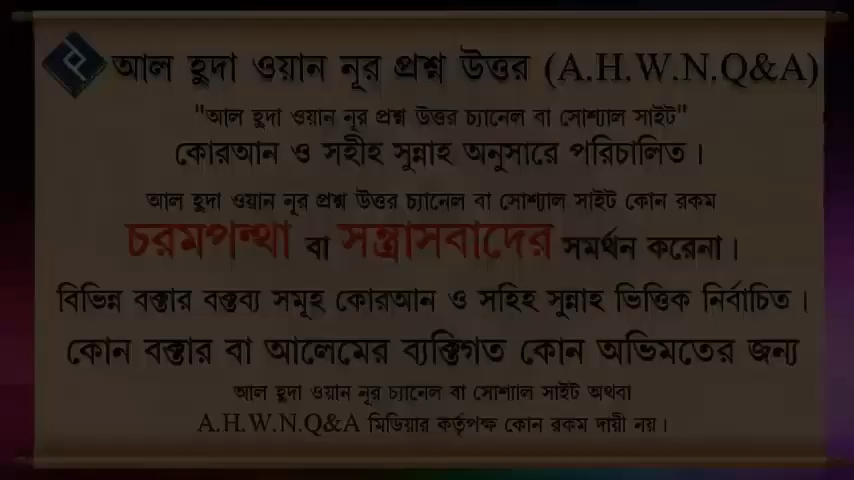 আল হুদা ওয়ান নূর প্রশ্ন উত্তর (A.H.W.N.Q&A)
"আল হুদা ওয়ান নূর প্রশ্ন উত্তর চ্যানেল বা সোশ্যাল সাইট"
কোরআন ও সহীহ সুন্নাহ অনুসারে পরিচালিত।
আল হুদা ওয়ান নূর প্রশ্ন উত্তর চ্যানেল বা সোশ্যাল সাইট কোন রকম
চরমপন্থা বা সন্ত্রাসবাদের সমর্থন করেনা।
বিভিন্ন বক্তার বক্তব্য সমূহ কোরআন ও সহিহ সুন্নাহ ভিত্তিক নির্বাচিত।
কোন বক্তার বা আলেমের ব্যক্তিগত কোন অভিমতের জন্য
আল হুদা ওয়ান নূর চ্যানেল বা সোশ্যাল সাইট অথবা
A.H.W.N.Q&A মিডিয়ার কর্তৃপক্ষ কোন রকম দায়ী নয়।